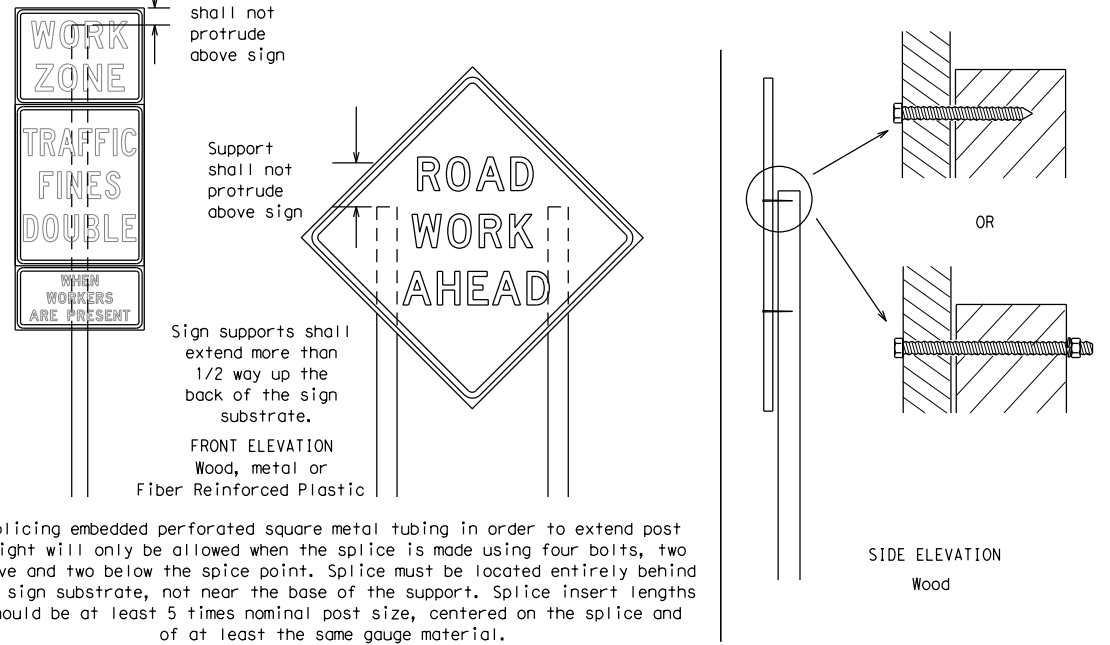 shall not
protrude
above sign
WORK
ZONE
TRAFFIC
FINES
DOUBLE
WHEN
WORKERS
ARE PRESENT
Support
shall not
protrude
above sign
ROAD
WORK
AHEAD
Sign supports shall
extend more than
1/2 way up the
back of the sign
substrate.
FRONT ELEVATION
Wood, metal or
Fiber Reinforced Plastic
OR
SIDE ELEVATION
Wood
plicing embedded perforated square metal tubing in order to extend post
ight will only be allowed when the splice is made using four bolts, two
ve and two below the spice point. Splice must be located entirely behind
sign substrate, not near the base of the support. Splice insert lengths
hould be at least 5 times nominal post size, centered on the splice and
of at least the same gauge material.